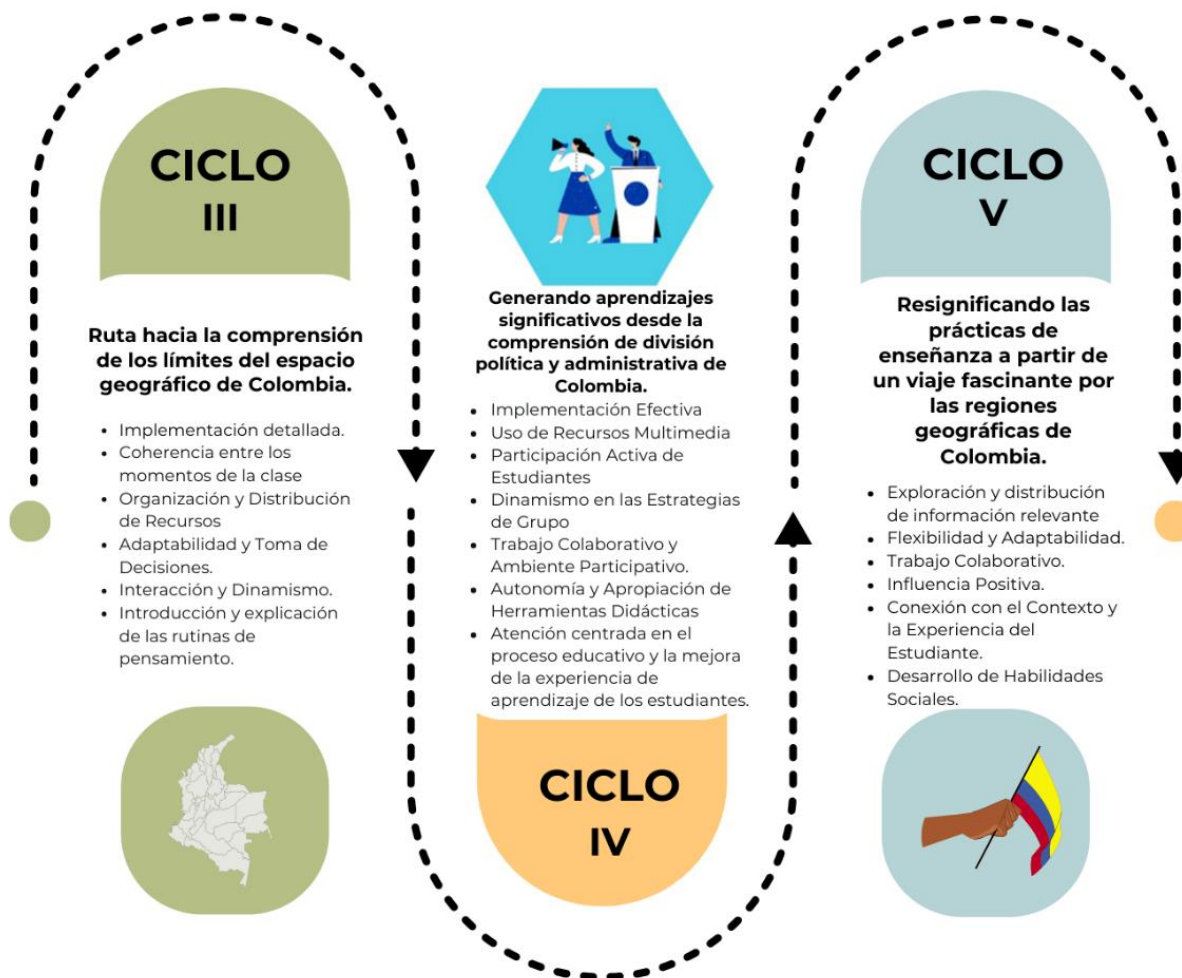 CICLO
III
Ruta hacia la comprensión
de los límites del espacio
geográfico de Colombia.
• Implementación detallada.
• Coherencia entre los
momentos de la clase
• Organización y Distribución
de Recursos
• Adaptabilidad y Toma de
Decisiones.
• Interacción y Dinamismo.
• Introducción y explicación
de las rutinas de
pensamiento.
Generando aprendizajes
significativos desde la
comprensión de división
política y administrativa de
Colombia.
• Implementación Efectiva
• Uso de Recursos Multimedia
• Participación Activa de
Estudiantes
• Dinamismo en las Estrategias
de Grupo
• Trabajo Colaborativo y
Ambiente Participativo.
• Autonomía y Apropiación de
Herramientas Didácticas
• Atención centrada en el
proceso educativo y la mejora
de la experiencia de
aprendizaje de los estudiantes.
CICLO
IV
CICLO
V
Resignificando las
prácticas de
enseñanza a partir de
un viaje fascinante por
las regiones
geográficas de
Colombia.
• Exploración y distribución
de información relevante
• Flexibilidad y Adaptabilidad.
• Trabajo Colaborativo.
• Influencia Positiva.
• Conexión con el Contexto y
la Experiencia del
Estudiante.
• Desarrollo de Habilidades
Sociales.